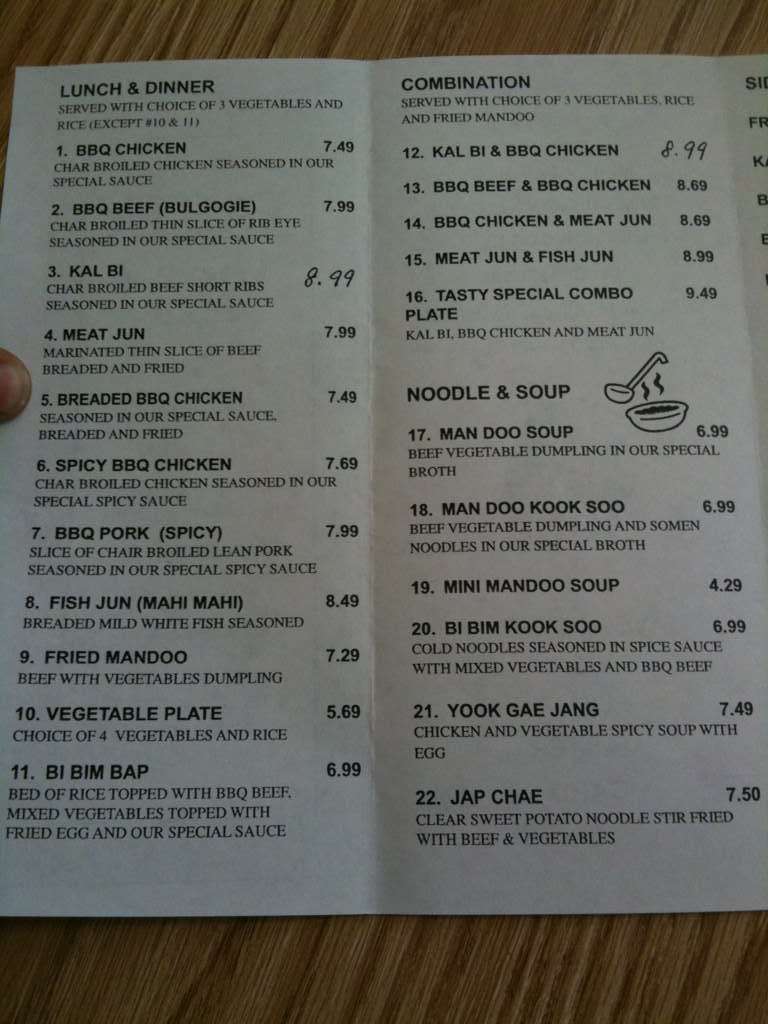 LUNCH & DINNER
SERVED WITH CHOICE OF 3 VEGETABLES AND
RICE (EXCEPT #10 & 11)
1. BBQ CHICKEN 7.49
CHAR BROILED CHICKEN SEASONED IN OUR
SPECIAL SAUCE
2. BBQ BEEF (BULGOGIE) 7.99
CHAR BROILED THIN SLICE OF RIB EYE
SEASONED IN OUR SPECIAL SAUCE
3. KAL BI 8.99
CHAR BROILED BEEF SHORT RIBS
SEASONED IN OUR SPECIAL SAUCE
4. MEAT JUN 7.99
MARINATED THIN SLICE OF BEEF
BREADED AND FRIED
5. BREADED BBQ CHICKEN 7.49
SEASONED IN OUR SPECIAL SAUCE,
BREADED AND FRIED
6. SPICY BBQ CHICKEN 7.69
CHAR BROILED CHICKEN SEASONED IN OUR
SPECIAL SPICY SAUCE
7. BBQ PORK (SPICY) 7.99
SLICE OF CHAIR BROILED LEAN PORK
SEASONED IN OUR SPECIAL SPICY SAUCE
8. FISH JUN (MAHI MAHI) 8.49
BREADED MILD WHITE FISH SEASONED
9. FRIED MANDOO 7.29
BEEF WITH VEGETABLES DUMPLING
10. VEGETABLE PLATE 5.69
CHOICE OF 4 VEGETABLES AND RICE
11. BI BIM BAP 6.99
BED OF RICE TOPPED WITH BBQ BEEF,
MIXED VEGETABLES TOPPED WITH
FRIED EGG AND OUR SPECIAL SAUCE
COMBINATION
SERVED WITH CHOICE OF 3 VEGETABLES, RICE
AND FRIED MANDOO
12. KAL BI & BBQ CHICKEN 8.99
13. BBQ BEEF & BBQ CHICKEN 8.69
14. BBQ CHICKEN & MEAT JUN 8.69
15. MEAT JUN & FISH JUN 8.99
16. TASTY SPECIAL COMBO 9.49
PLATE
KAL BI, BBQ CHICKEN AND MEAT JUN
NOODLE & SOUP
17. MAN DOO SOUP 6.99
BEEF VEGETABLE DUMPLING IN OUR SPECIAL
BROTH
18. MAN DOO KOOK SOO 6.99
BEEF VEGETABLE DUMPLING AND SOMEN
NOODLES IN OUR SPECIAL BROTH
19. MINI MANDOO SOUP 4.29
20. BI BIM KOOK SOO 6.99
COLD NOODLES SEASONED IN SPICE SAUCE
WITH MIXED VEGETABLES AND BBQ BEEF
21. YOOK GAE JANG 7.49
CHICKEN AND VEGETABLE SPICY SOUP WITH
EGG
22. JAP CHAE 7.50
CLEAR SWEET POTATO NOODLE STIR FRIED
WITH BEEF & VEGETABLES